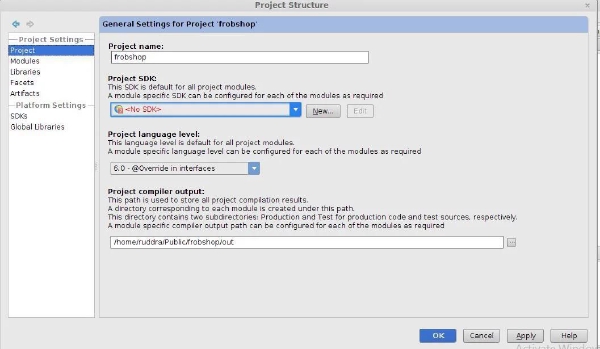 Project Structure
Project Settings
Project
Modules
Libraries
Facets
Artifacts
Platform Settings
SDKs
Global Libraries
General Settings for Project 'frobshop'
Project name:
frobshop
Project SDK:
This SDK is default for all project modules.
A module specific SDK can be configured for each of the modules as required
<No SDK>
New...
Edit
Project language level:
This language level is default for all project modules.
A module specific language level can be configured for each of the modules as required
6.0 - @Override in interfaces
Project compiler output:
This path is used to store all project compilation results.
A directory corresponding to each module is created under this path.
This directory contains two subdirectories: Production and Test for production code and test sources, respectively.
A module specific compiler output path can be configured for each of the modules as required
/home/ruddra/Public/frobshop/out
...
OK
Cancel
Apply
Help
Activate Window